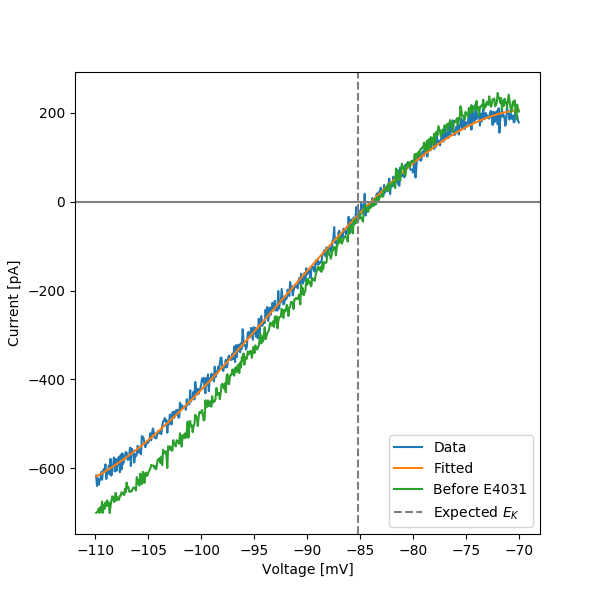 200
0
−200
−400
−600
Current [pA]
−110 −105 −100 −95 −90 −85 −80 −75 −70
Voltage [mV]
Data
Fitted
Before E4031
Expected E_K